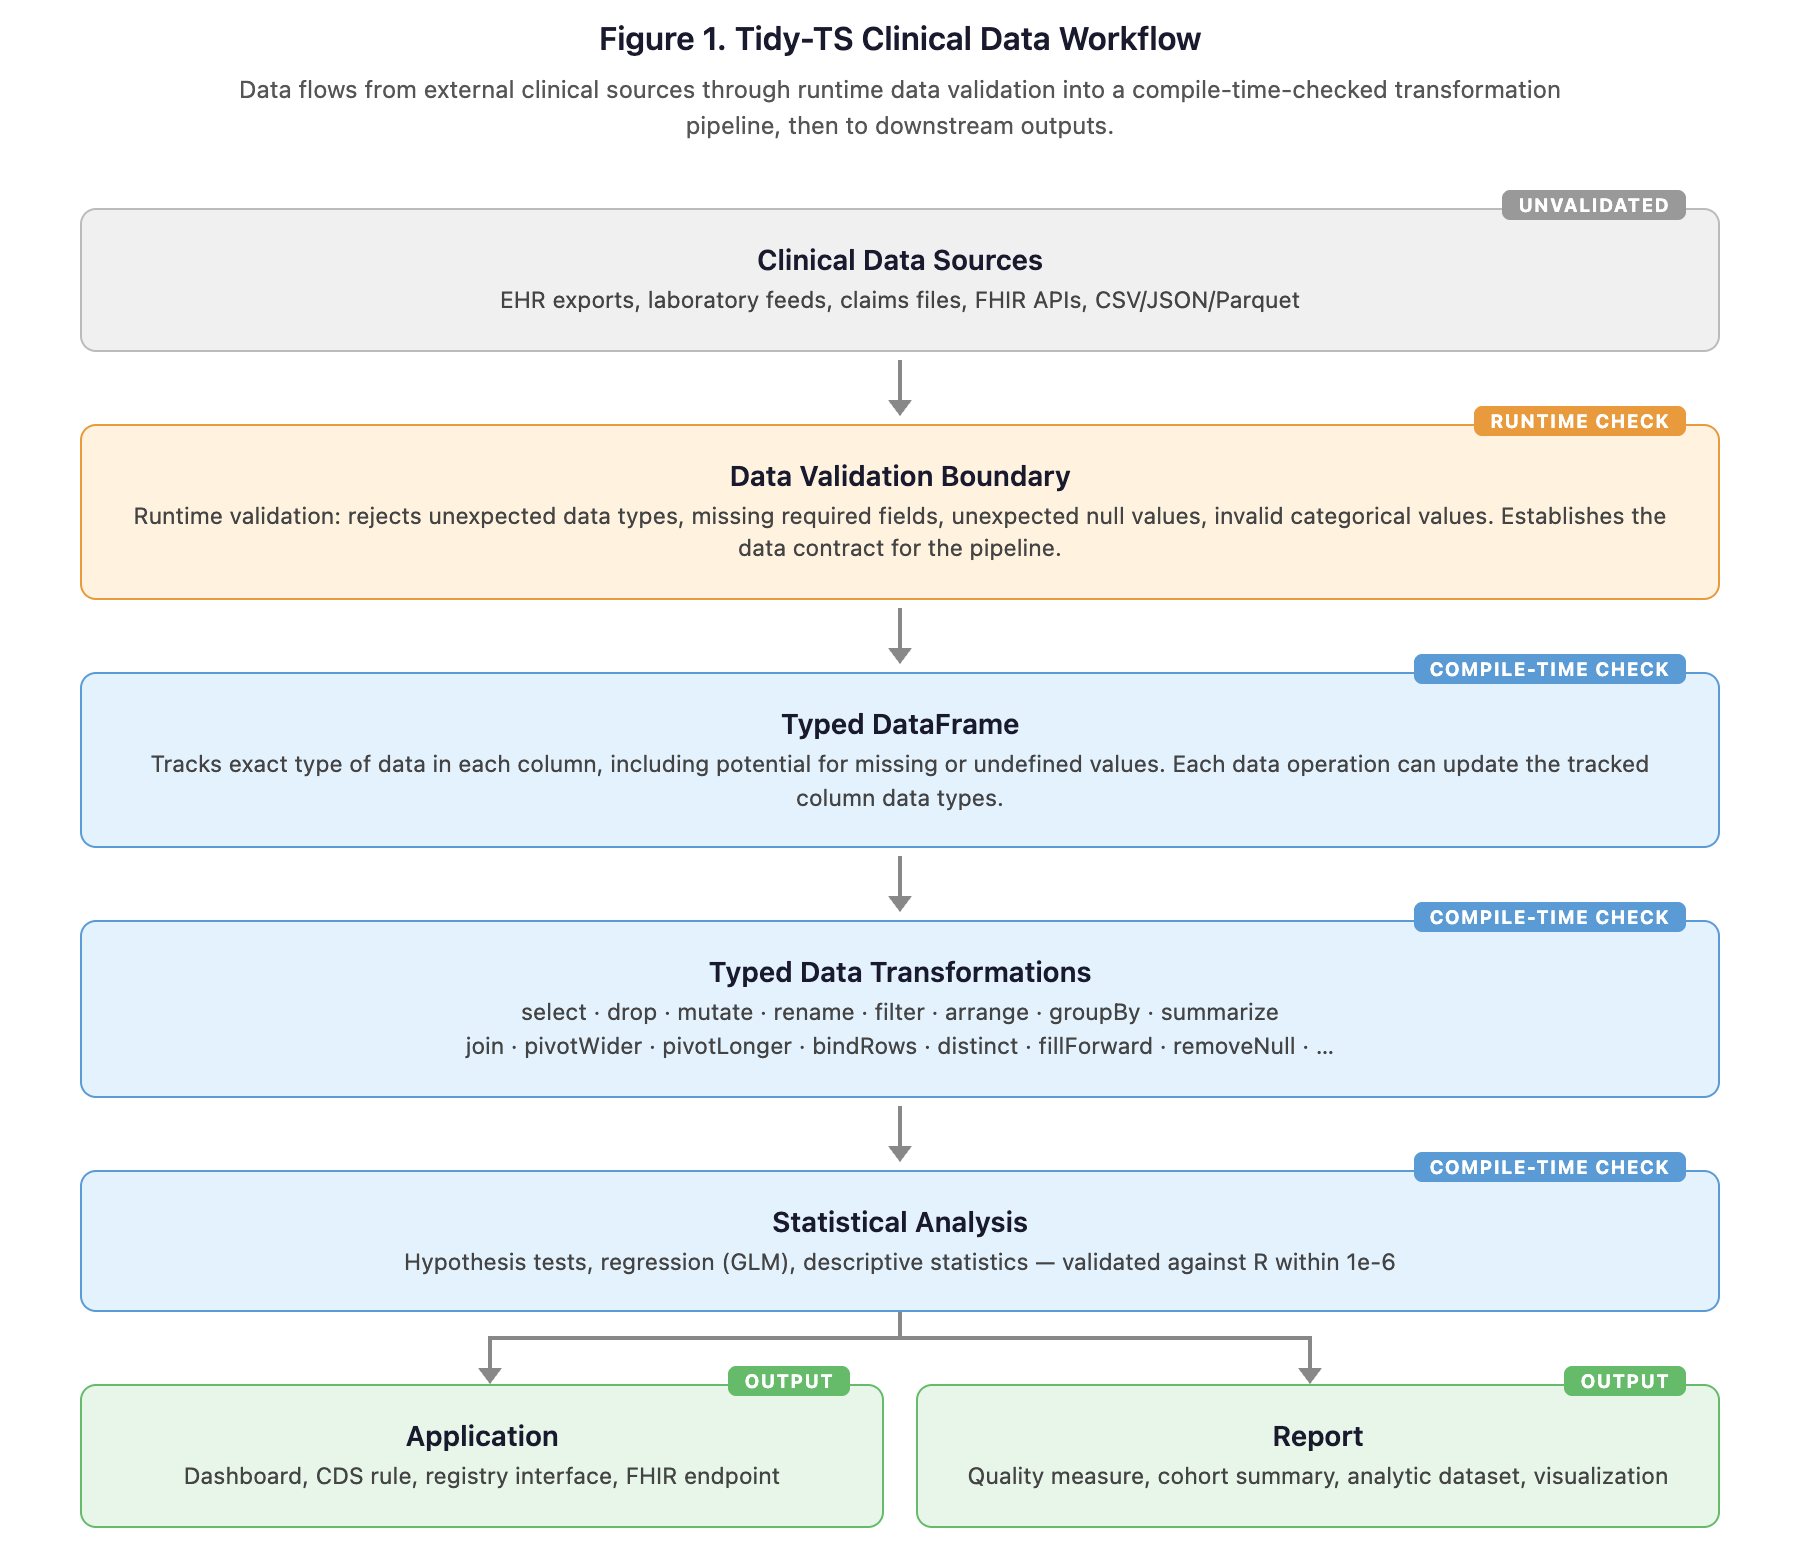 Figure 1. Tidy-TS Clinical Data Workflow
Data flows from external clinical sources through runtime data validation into a compile-time-checked transformation
pipeline, then to downstream outputs.
UNVALIDATED
Clinical Data Sources
EHR exports, laboratory feeds, claims files, FHIR APIs, CSV/JSON/Parquet
RUNTIME CHECK
Data Validation Boundary
Runtime validation: rejects unexpected data types, missing required fields, unexpected null values, invalid categorical values. Establishes the
data contract for the pipeline.
COMPILE-TIME CHECK
Typed DataFrame
Tracks exact type of data in each column, including potential for missing or undefined values. Each data operation can update the tracked
column data types.
COMPILE-TIME CHECK
Typed Data Transformations
select · drop · mutate · rename · filter · arrange · groupBy · summarize
join · pivotWider · pivotLonger · bindRows · distinct · fillForward · removeNull · ...
COMPILE-TIME CHECK
Statistical Analysis
Hypothesis tests, regression (GLM), descriptive statistics — validated against R within 1e-6
OUTPUT
Application
Dashboard, CDS rule, registry interface, FHIR endpoint
OUTPUT
Report
Quality measure, cohort summary, analytic dataset, visualization